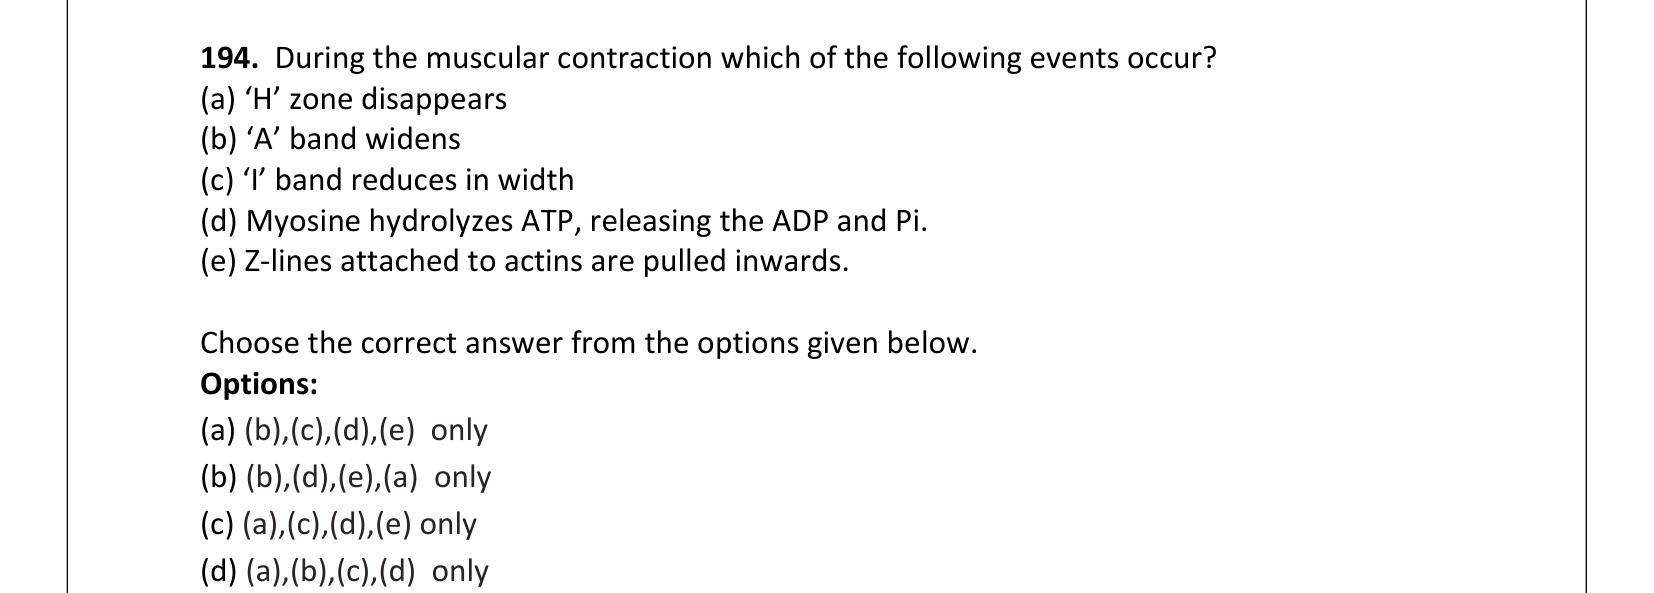 194. During the muscular contraction which of the following events occur?
(a) ‘H’ zone disappears
(b) ‘A’ band widens
(c) ‘I’ band reduces in width
(d) Myosine hydrolyzes ATP, releasing the ADP and Pi.
(e) Z-lines attached to actins are pulled inwards.
Choose the correct answer from the options given below.
Options:
(a) (b),(c),(d),(e) only
(b) (b),(d),(e),(a) only
(c) (a),(c),(d),(e) only
(d) (a),(b),(c),(d) only